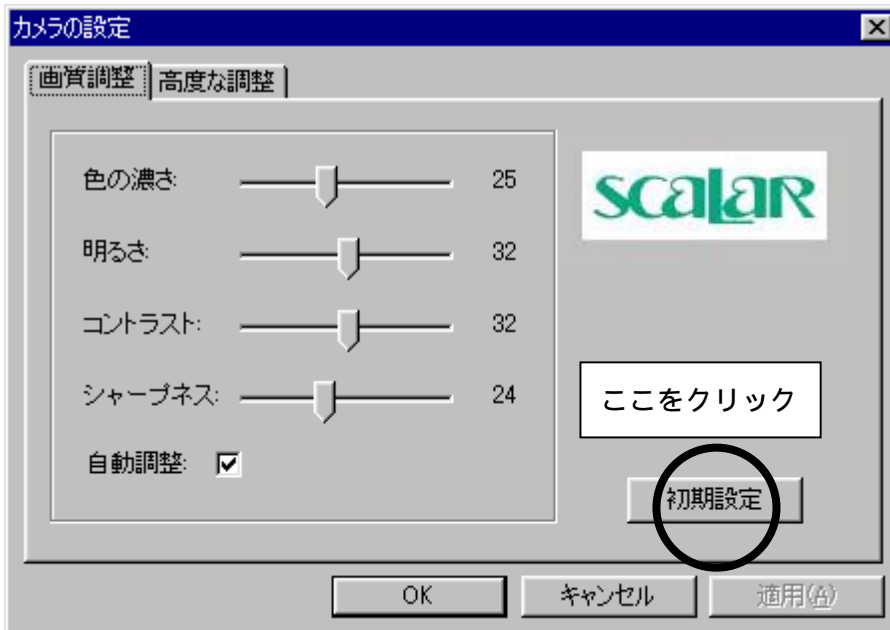 カメラの設定
画質調整 高度な調整
色の濃さ: 25
scalar
明るさ: 32
コントラスト: 32
シャープネス: 24
ここをクリック
自動調整:
初期設定
OK キャンセル 適用(A)